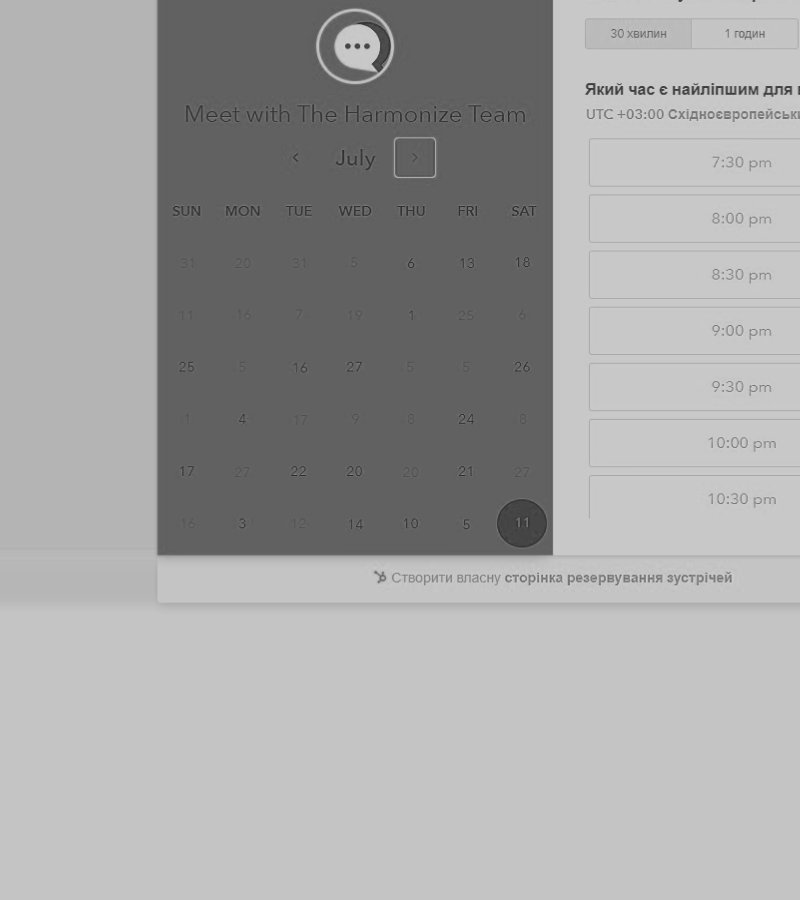 30 хвилин 1 годин
Meet with The Harmonize Team
July
Який час є найліпшим для
UTC +03:00
SUN MON TUE WED THU FRI SAT
31 20 31 5 6 13 18
11 16 7 19 1 25 6
25 5 16 27 5 5 26
1 4 17 9 8 24 8
17 27 22 20 20 21 27
16 3 12 14 10 5 11
7:30 pm
8:00 pm
8:30 pm
9:00 pm
9:30 pm
10:00 pm
10:30 pm
Створити власну сторінка резервування зустрічей